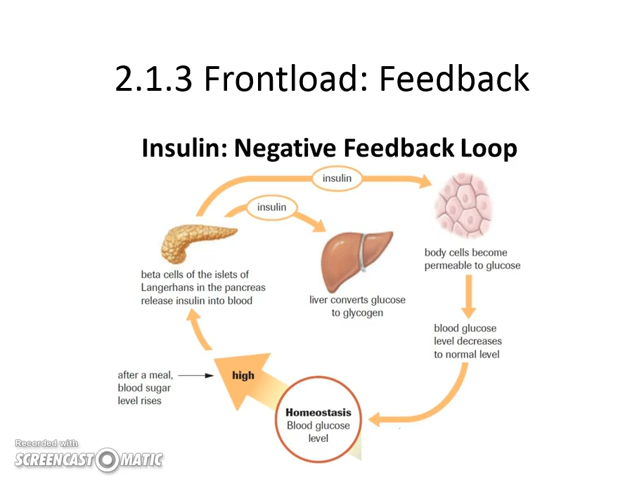 2.1.3 Frontload: Feedback
Insulin: Negative Feedback Loop
insulin
insulin
beta cells of the islets of
Langerhans in the pancreas
release insulin into blood
liver converts glucose
to glycogen
body cells become
permeable to glucose
blood glucose
level decreases
to normal level
after a meal,
blood sugar
level rises
high
Homeostasis
Blood glucose
level
Recorded with
SCREENCAST-O-MATIC